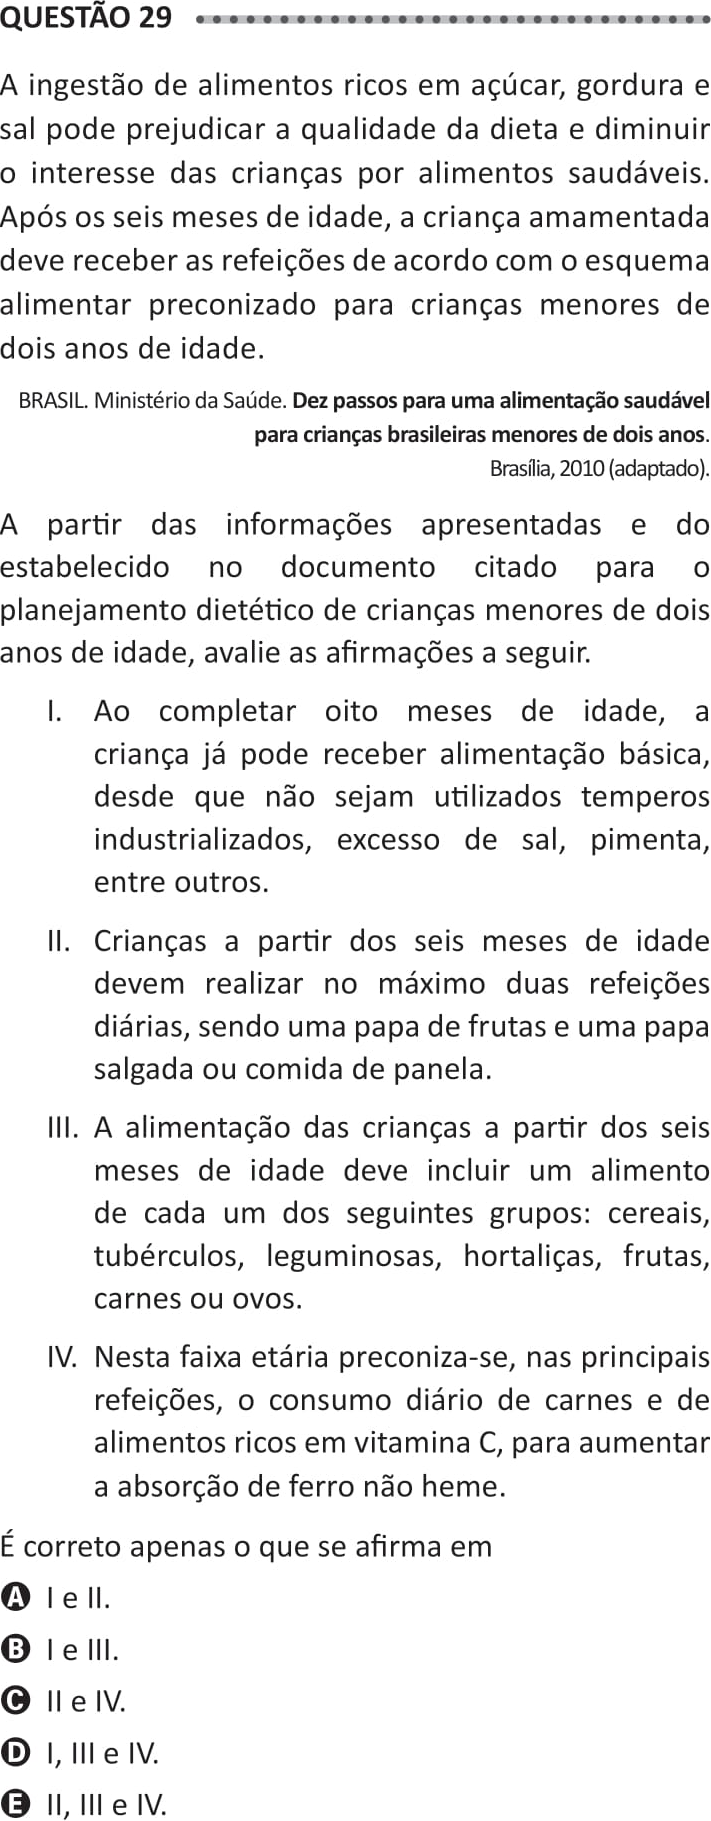 QUESTÃO 29
A ingestão de alimentos ricos em açúcar, gordura e
sal pode prejudicar a qualidade da dieta e diminuir
o interesse das crianças por alimentos saudáveis.
Após os seis meses de idade, a criança amamentada
deve receber as refeições de acordo com o esquema
alimentar preconizado para crianças menores de
dois anos de idade.
BRASIL. Ministério da Saúde. Dez passos para uma alimentação saudável
para crianças brasileiras menores de dois anos.
Brasília, 2010 (adaptado).
A partir das informações apresentadas e do
estabelecido no documento citado para o
planejamento dietético de crianças menores de dois
anos de idade, avalie as afirmações a seguir.
I. Ao completar oito meses de idade, a
criança já pode receber alimentação básica,
desde que não sejam utilizados temperos
industrializados, excesso de sal, pimenta,
entre outros.
II. Crianças a partir dos seis meses de idade
devem realizar no máximo duas refeições
diárias, sendo uma papa de frutas e uma papa
salgada ou comida de panela.
III. A alimentação das crianças a partir dos seis
meses de idade deve incluir um alimento
de cada um dos seguintes grupos: cereais,
tubérculos, leguminosas, hortaliças, frutas,
carnes ou ovos.
IV. Nesta faixa etária preconiza-se, nas principais
refeições, o consumo diário de carnes e de
alimentos ricos em vitamina C, para aumentar
a absorção de ferro não heme.
É correto apenas o que se afirma em
A I e II.
B I e III.
C II e IV.
D I, III e IV.
E II, III e IV.